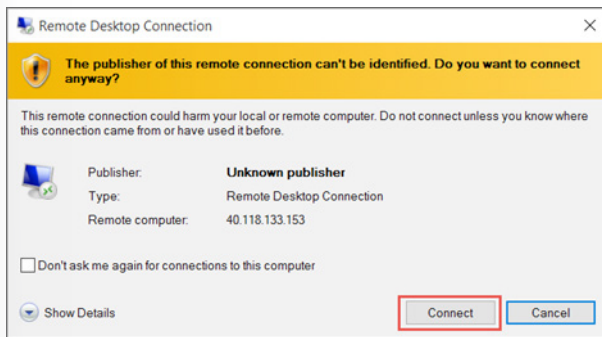 Remote Desktop Connection
The publisher of this remote connection can't be identified. Do you want to connect
anyway?
This remote connection could harm your local or remote computer. Do not connect unless you know where
this connection came from or have used it before.
Publisher: Unknown publisher
Type: Remote Desktop Connection
Remote computer: 40.118.133.153
Don't ask me again for connections to this computer
Show Details Connect Cancel